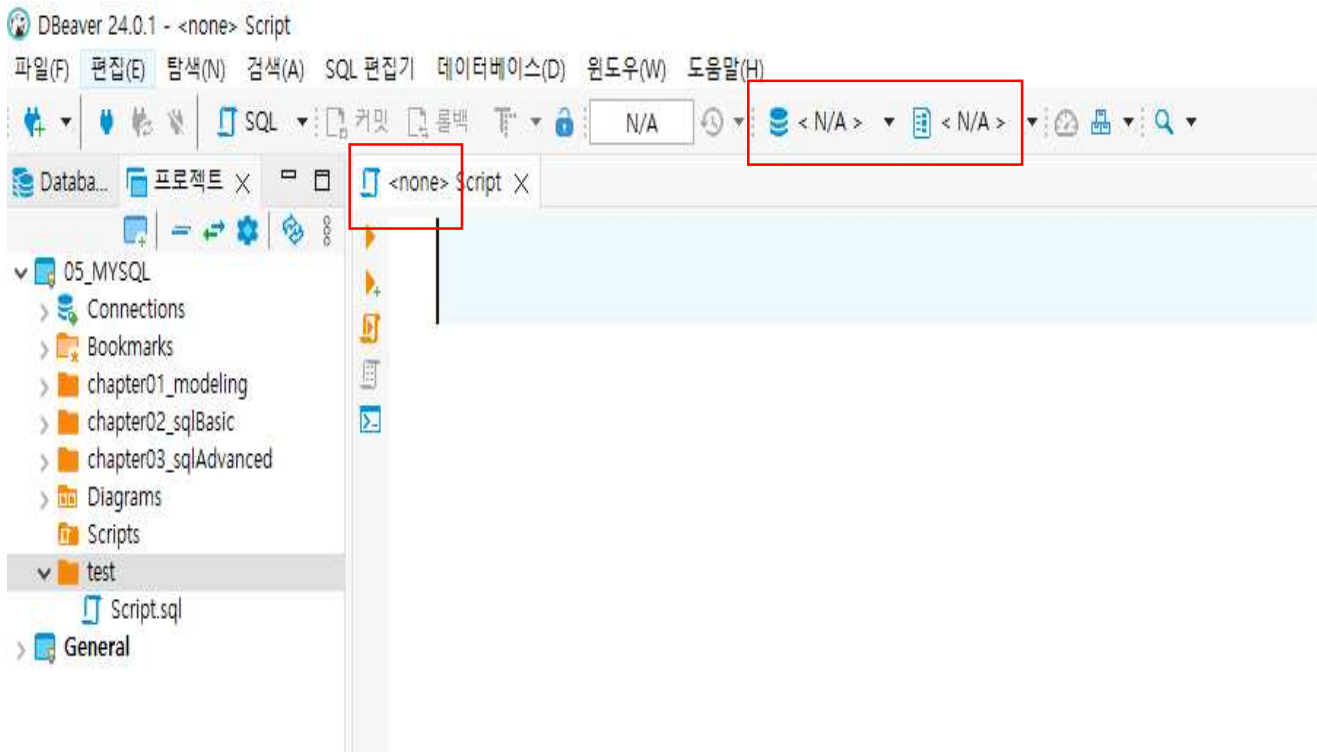 DBeaver 24.0.1 - <none> Script
파일(F) 편집(E) 탐색(N) 검색(A) SQL 편집기 데이터베이스(D) 윈도우(W) 도움말(H)
SQL 커밋 롤백 N/A < N/A > < N/A >
Databa... 프로젝트 <none> Script
05_MYSQL
Connections
Bookmarks
chapter01_modeling
chapter02_sqlBasic
chapter03_sqlAdvanced
Diagrams
Scripts
test
Script.sql
General